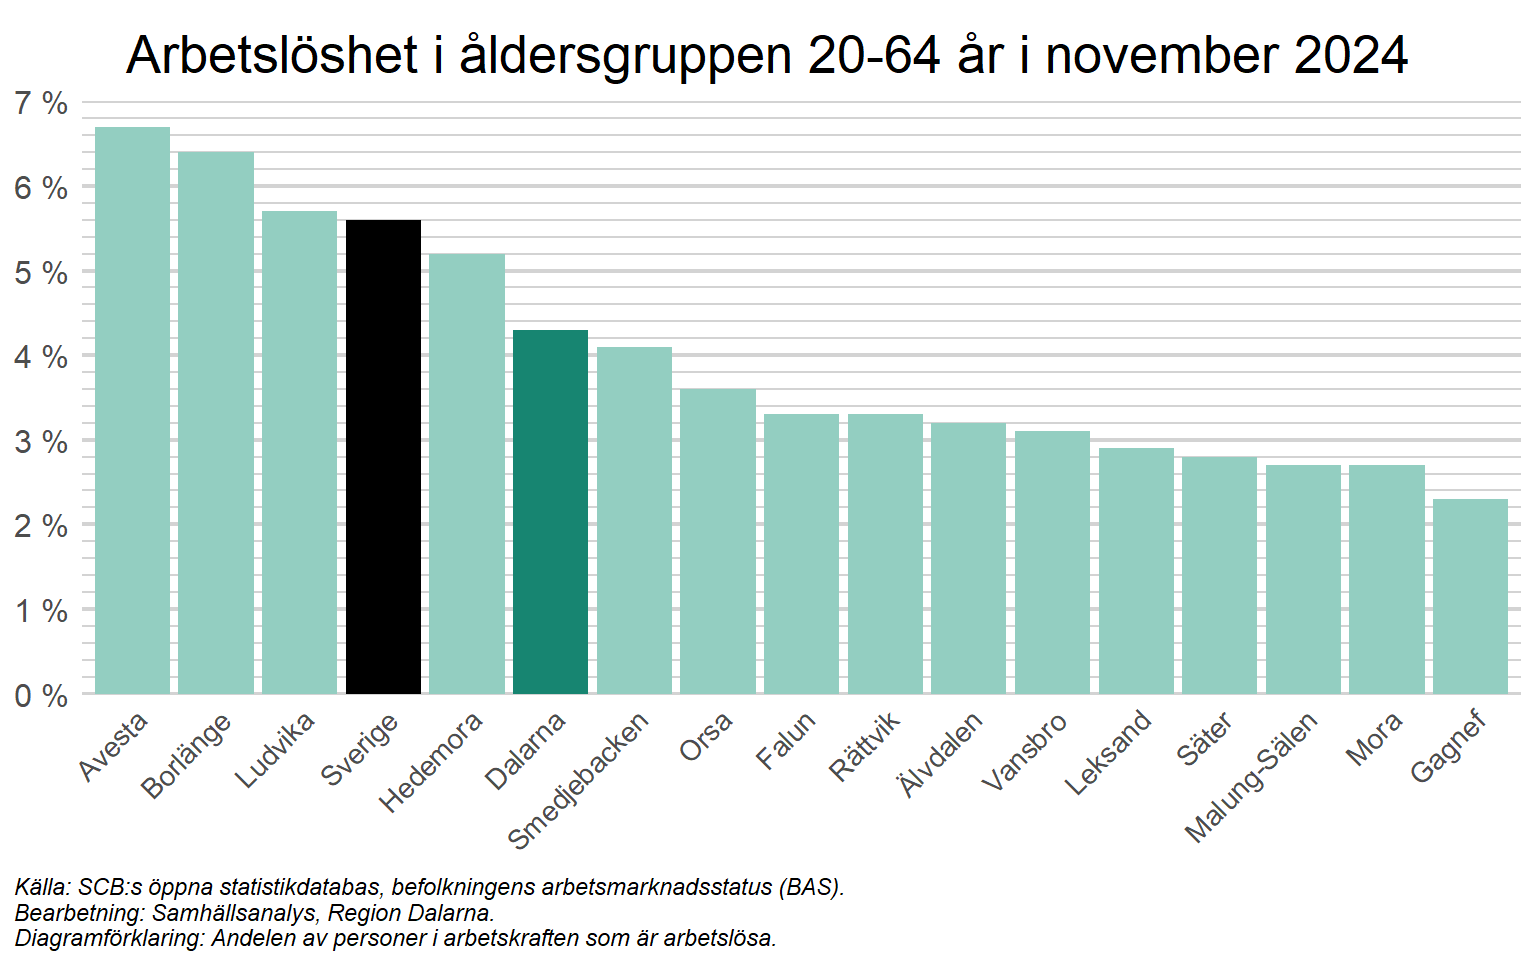 Arbetslöshet i åldersgruppen 20-64 år i november 2024
7 %
6 %
5 %
4 %
3 %
2 %
1 %
0 %
Avesta
Borlänge
Ludvika
Sverige
Hedemora
Dalarna
Smedjebacken
Orsa
Falun
Rättvik
Älvdalen
Vansbro
Leksand
Säter
Malung-Sälen
Mora
Gagnef
Källa: SCB:s öppna statistikdatabas, befolkningens arbetsmarknadsstatus (BAS).
Bearbetning: Samhällsanalys, Region Dalarna.
Diagramförklaring: Andelen av personer i arbetskraften som är arbetslösa.